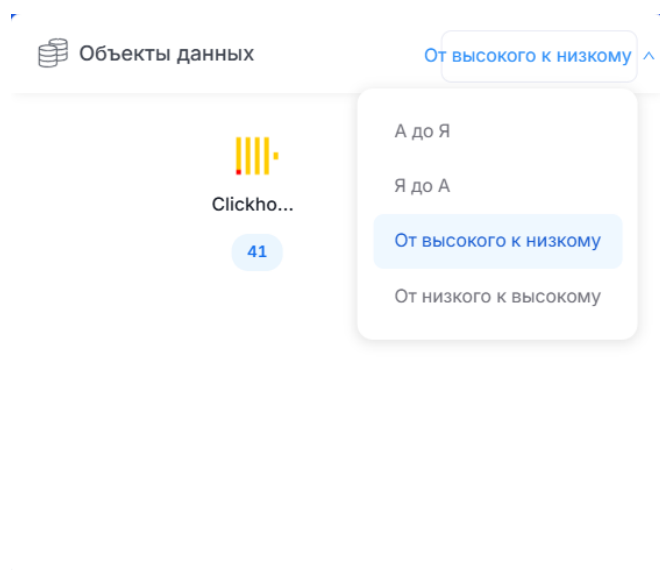 Объекты данных
От высокого к низкому
А до Я
Я до А
От высокого к низкому
От низкого к высокому
Clickho...
41